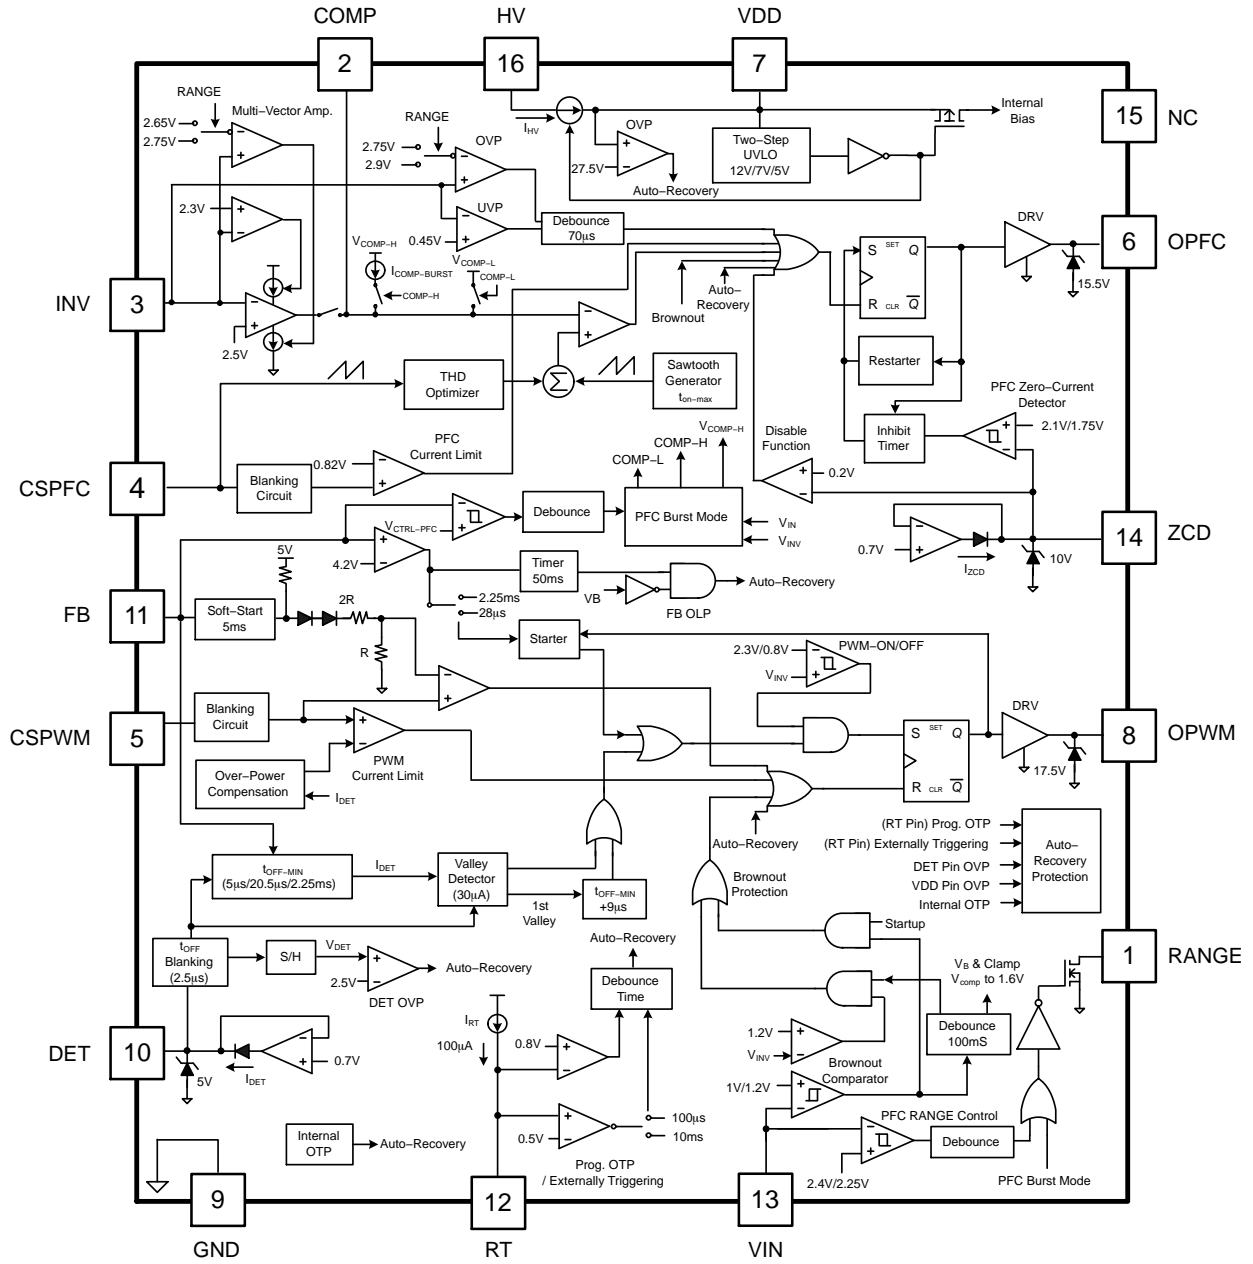 COMP
HV
VDD
2
16
7
15
NC
RANGE
Multi−Vector Amp.
2.65V
2.75V
RANGE
OVP
2.75V
2.9V
I_HV
OVP
27.5V
Auto−Recovery
Two−Step
UVLO
12V/7V/5V
Internal
Bias
2.3V
UVP
0.45V
Debounce
70μs
V_COMP−H
I_COMP−BURST
COMP−H
V_COMP−L
COMP−L
Auto−
Recovery
Brownout
S
SET
Q
R
CLR
Q
DRV
15.5V
6
OPFC
INV
3
2.5V
THD
Optimizer
Σ
Sawtooth
Generator
t_on−max
Restarter
Inhibit
Timer
PFC Zero−Current
Detector
2.1V/1.75V
CSPFC
4
Blanking
Circuit
0.82V
PFC
Current Limit
V_COMP−H
COMP−H
COMP−L
Disable
Function
0.2V
V_CTRL−PFC
Debounce
PFC Burst Mode
V_IN
V_INV
0.7V
I_ZCD
10V
14
ZCD
4.2V
Timer
50ms
VB
FB OLP
Auto−Recovery
FB
11
5V
Soft−Start
5ms
2R
R
2.25ms
28μs
Starter
2.3V/0.8V
V_INV
PWM−ON/OFF
CSPWM
5
Blanking
Circuit
PWM
Current Limit
Over−Power
Compensation
I_DET
S
SET
Q
R
CLR
Q
DRV
17.5V
8
OPWM
Auto−Recovery
(RT Pin) Prog. OTP
(RT Pin) Externally Triggering
DET Pin OVP
VDD Pin OVP
Internal OTP
Auto−
Recovery
Protection
t_OFF−MIN
(5μs/20.5μs/2.25ms)
I_DET
Valley
Detector
(30μA)
1st
Valley
t_OFF−MIN
+9μs
Brownout
Protection
Startup
t_OFF
Blanking
(2.5μs)
S/H
V_DET
2.5V
DET OVP
Auto−Recovery
Auto−Recovery
Debounce
Time
V_B & Clamp
V_comp to 1.6V
1
RANGE
DET
10
5V
I_DET
0.7V
I_RT
100μA
0.8V
1.2V
V_INV
Debounce
100mS
Brownout
Comparator
1V/1.2V
Internal
OTP
Auto−Recovery
0.5V
100μs
10ms
Prog. OTP
/ Externally Triggering
PFC RANGE Control
Debounce
2.4V/2.25V
PFC Burst Mode
9
12
13
GND
RT
VIN